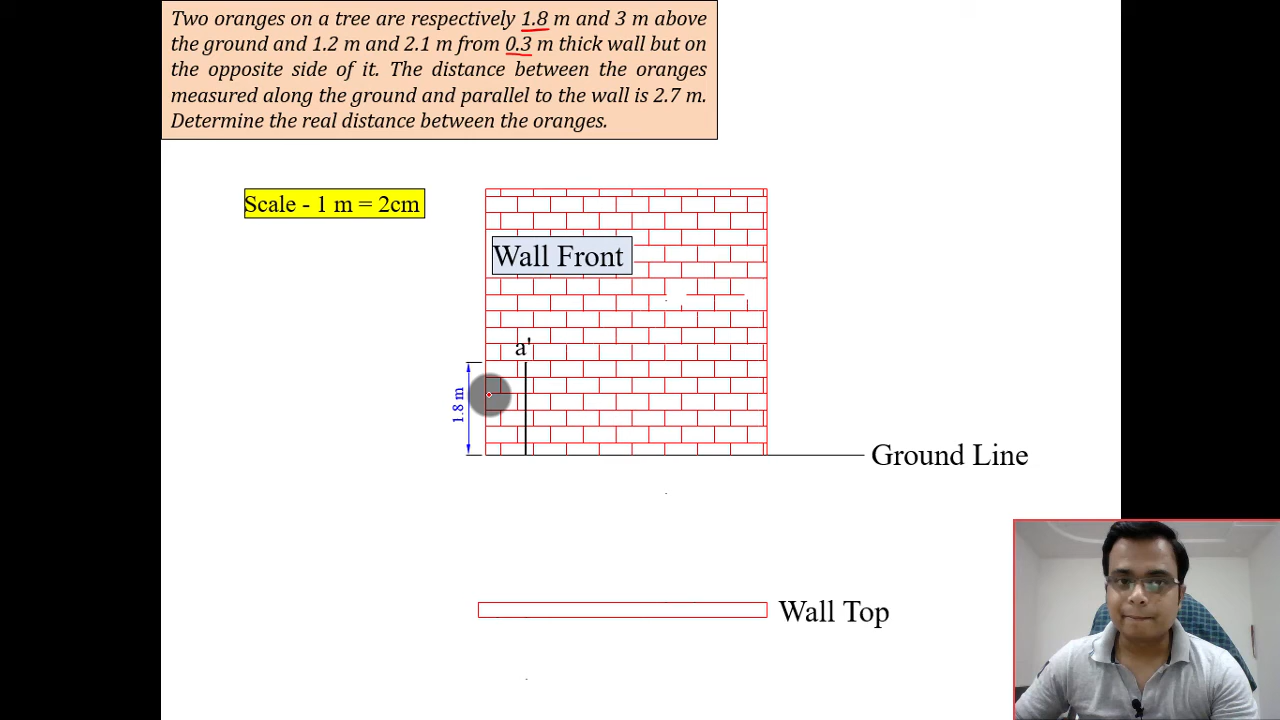 Two oranges on a tree are respectively 1.8 m and 3 m above
the ground and 1.2 m and 2.1 m from 0.3 m thick wall but on
the opposite side of it. The distance between the oranges
measured along the ground and parallel to the wall is 2.7 m.
Determine the real distance between the oranges.
Scale - 1 m = 2cm
Wall Front
a'
1.8 m
Ground Line
Wall Top